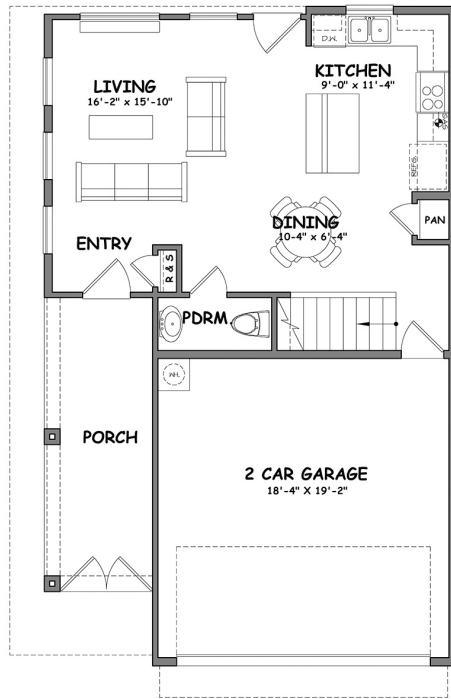 D.W.
LIVING
16'-2" x 15'-10"
KITCHEN
9'-0" x 11'-4"
GAS
REFG.
PAN
DINING
10-4" x 6'-4"
ENTRY
R & S
PDRM.
WH
PORCH
2 CAR GARAGE
18'-4" X 19'-2"